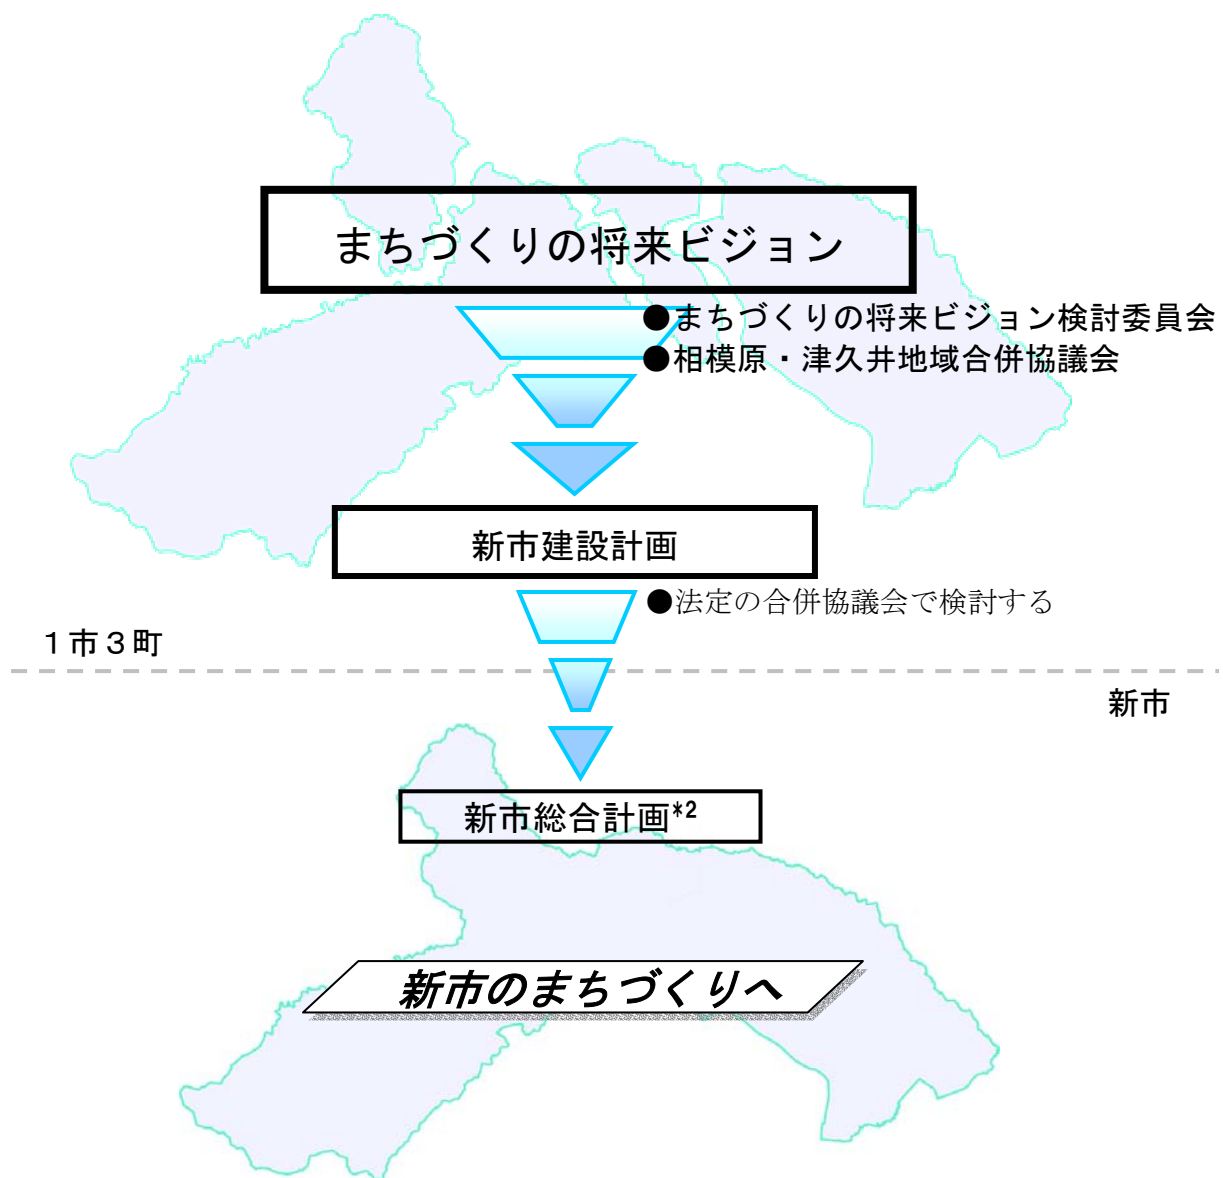 まちづくりの将来ビジョン
●まちづくりの将来ビジョン検討委員会
●相模原・津久井地域合併協議会
新市建設計画
●法定の合併協議会で検討する
１市３町
新市
新市総合計画*2
新市のまちづくりへ